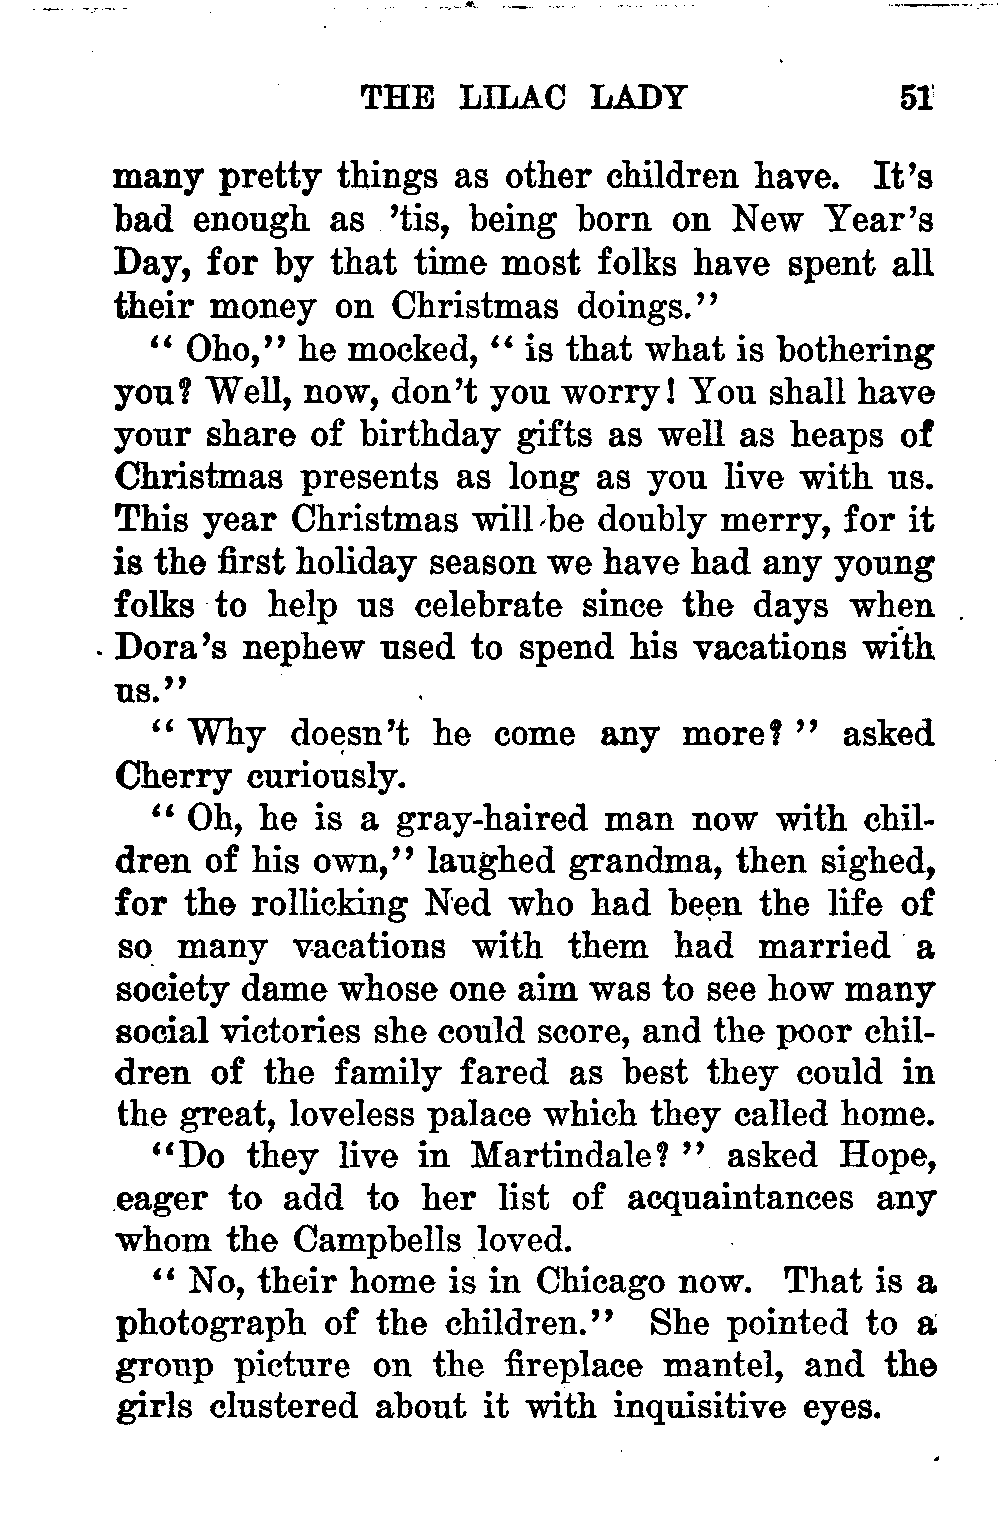 THE LILAC LADY 51
many pretty things as other children have. It's
bad enough as 'tis, being born on New Year's
Day, for by that time most folks have spent all
their money on Christmas doings."
" Oho," he mocked, " is that what is bothering
you? Well, now, don't you worry! You shall have
your share of birthday gifts as well as heaps of
Christmas presents as long as you live with us.
This year Christmas will be doubly merry, for it
is the first holiday season we have had any young
folks to help us celebrate since the days when
Dora's nephew used to spend his vacations with
us."
" Why doesn't he come any more? " asked
Cherry curiously.
" Oh, he is a gray-haired man now with chil-
dren of his own," laughed grandma, then sighed,
for the rollicking Ned who had been the life of
so many vacations with them had married a
society dame whose one aim was to see how many
social victories she could score, and the poor chil-
dren of the family fared as best they could in
the great, loveless palace which they called home.
"Do they live in Martindale? " asked Hope,
eager to add to her list of acquaintances any
whom the Campbells loved.
" No, their home is in Chicago now. That is a
photograph of the children." She pointed to a
group picture on the fireplace mantel, and the
girls clustered about it with inquisitive eyes.